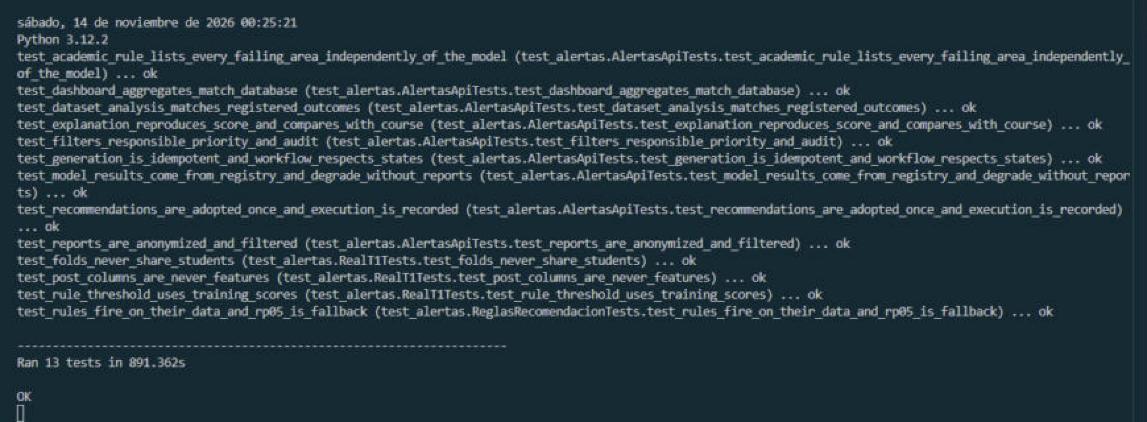 sábado, 14 de noviembre de 2026 00:25:21
Python 3.12.2
test_academic_rule_lists_every_failing_area_independently_of_the_model (test_alertas.AlertasApiTests.test_academic_rule_lists_every_failing_area_independently_
of_the_model) ... ok
test_dashboard_aggregates_match_database (test_alertas.AlertasApiTests.test_dashboard_aggregates_match_database) ... ok
test_dataset_analysis_matches_registered_outcomes (test_alertas.AlertasApiTests.test_dataset_analysis_matches_registered_outcomes) ... ok
test_explanation_reproduces_score_and_compares_with_course (test_alertas.AlertasApiTests.test_explanation_reproduces_score_and_compares_with_course) ... ok
test_filters_responsible_priority_and_audit (test_alertas.AlertasApiTests.test_filters_responsible_priority_and_audit) ... ok
test_generation_is_idempotent_and_workflow_respects_states (test_alertas.AlertasApiTests.test_generation_is_idempotent_and_workflow_respects_states) ... ok
test_model_results_come_from_registry_and_degrade_without_reports (test_alertas.AlertasApiTests.test_model_results_come_from_registry_and_degrade_without_repor
ts) ... ok
test_recommendations_are_adopted_once_and_execution_is_recorded (test_alertas.AlertasApiTests.test_recommendations_are_adopted_once_and_execution_is_recorded)
... ok
test_reports_are_anonymized_and_filtered (test_alertas.AlertasApiTests.test_reports_are_anonymized_and_filtered) ... ok
test_folds_never_share_students (test_alertas.RealT1Tests.test_folds_never_share_students) ... ok
test_post_columns_are_never_features (test_alertas.RealT1Tests.test_post_columns_are_never_features) ... ok
test_rule_threshold_uses_training_scores (test_alertas.RealT1Tests.test_rule_threshold_uses_training_scores) ... ok
test_rules_fire_on_their_data_and_rp05_is_fallback (test_alertas.ReglasRecomendacionTests.test_rules_fire_on_their_data_and_rp05_is_fallback) ... ok
----------------------------------------------------------------------
Ran 13 tests in 891.362s
OK